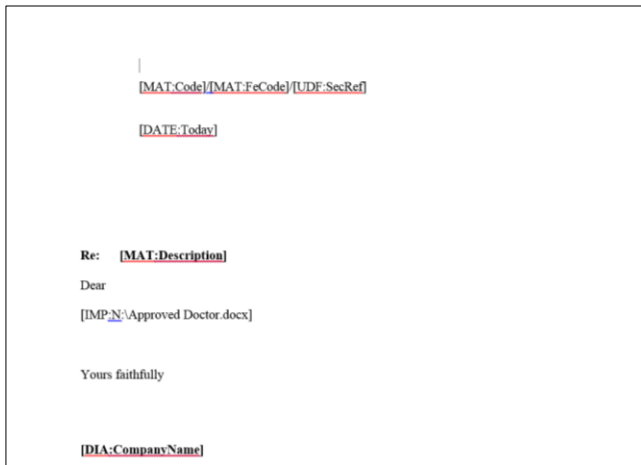 [MAT:Code]/[MAT:FeCode]/[UDF:SecRef]
[DATE:Today]
Re: [MAT:Description]
Dear
[IMP:N:\Approved Doctor.docx]
Yours faithfully
[DIA:CompanyName]